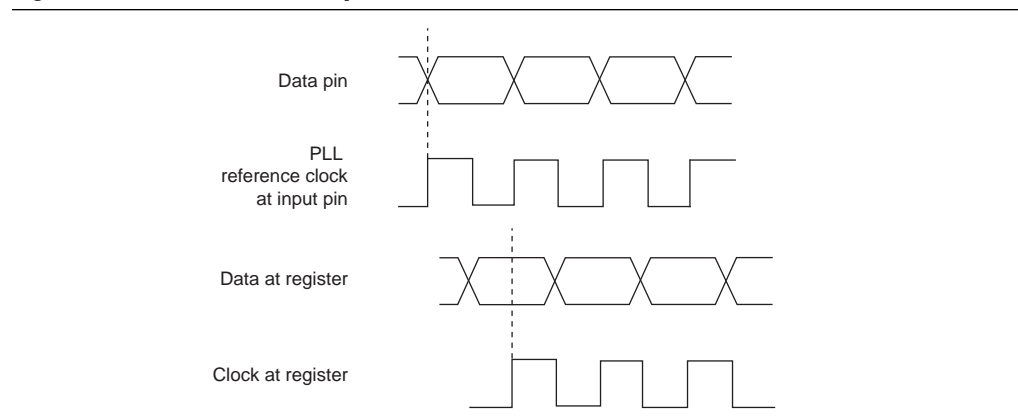 Data pin
PLL
reference clock
at input pin
Data at register
Clock at register